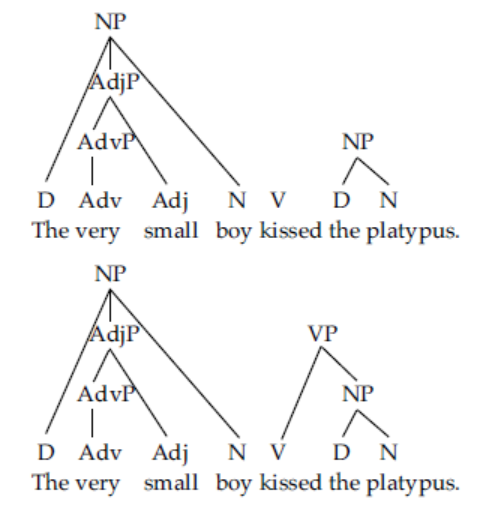 NP
AdjP
AdvP NP
D Adv Adj N V D N
The very small boy kissed the platypus.
NP
AdjP VP
AdvP NP
D Adv Adj N V D N
The very small boy kissed the platypus.